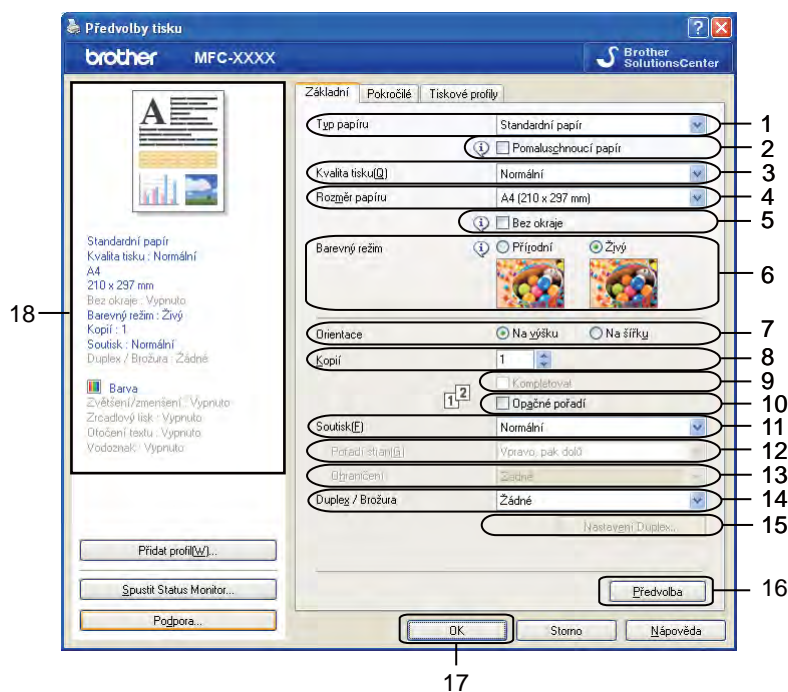 Předvolby tisku
brother MFC-XXXX
Brother
SolutionsCenter
Základní Pokročilé Tiskové profily
A
Typ papíru Standardní papír 1
Pomaluschnoucí papír 2
Kvalita tisku(Q) Normální 3
Rozměr papíru A4 (210 x 297 mm) 4
Bez okraje 5
Barevný režim Přírodní Živý
6
Standardní papír
Kvalita tisku : Normální
A4
210 x 297 mm
Bez okraje : Vypnuto
Barevný režim : Živý
Kopií : 1
Soutisk : Normální
Duplex / Brožura : Žádné
Barva
Zvětšení/zmenšení : Vypnuto
Zrcadlový tisk : Vypnuto
Otočení textu : Vypnuto
Vodoznak : Vypnuto
18
Orientace Na výšku Na šířku 7
Kopií 1 8
Kompletovat 9
12 Opačné pořadí 10
Soutisk(F) Normální 11
Pořadí stran(G) Vpravo, pak dolů 12
Ohraničení Žádné 13
Duplex / Brožura Žádné 14
Nastavení Duplex... 15
Přidat profil(W)...
Spustit Status Monitor...
Podpora...
Předvolba 16
OK Storno Nápověda
17